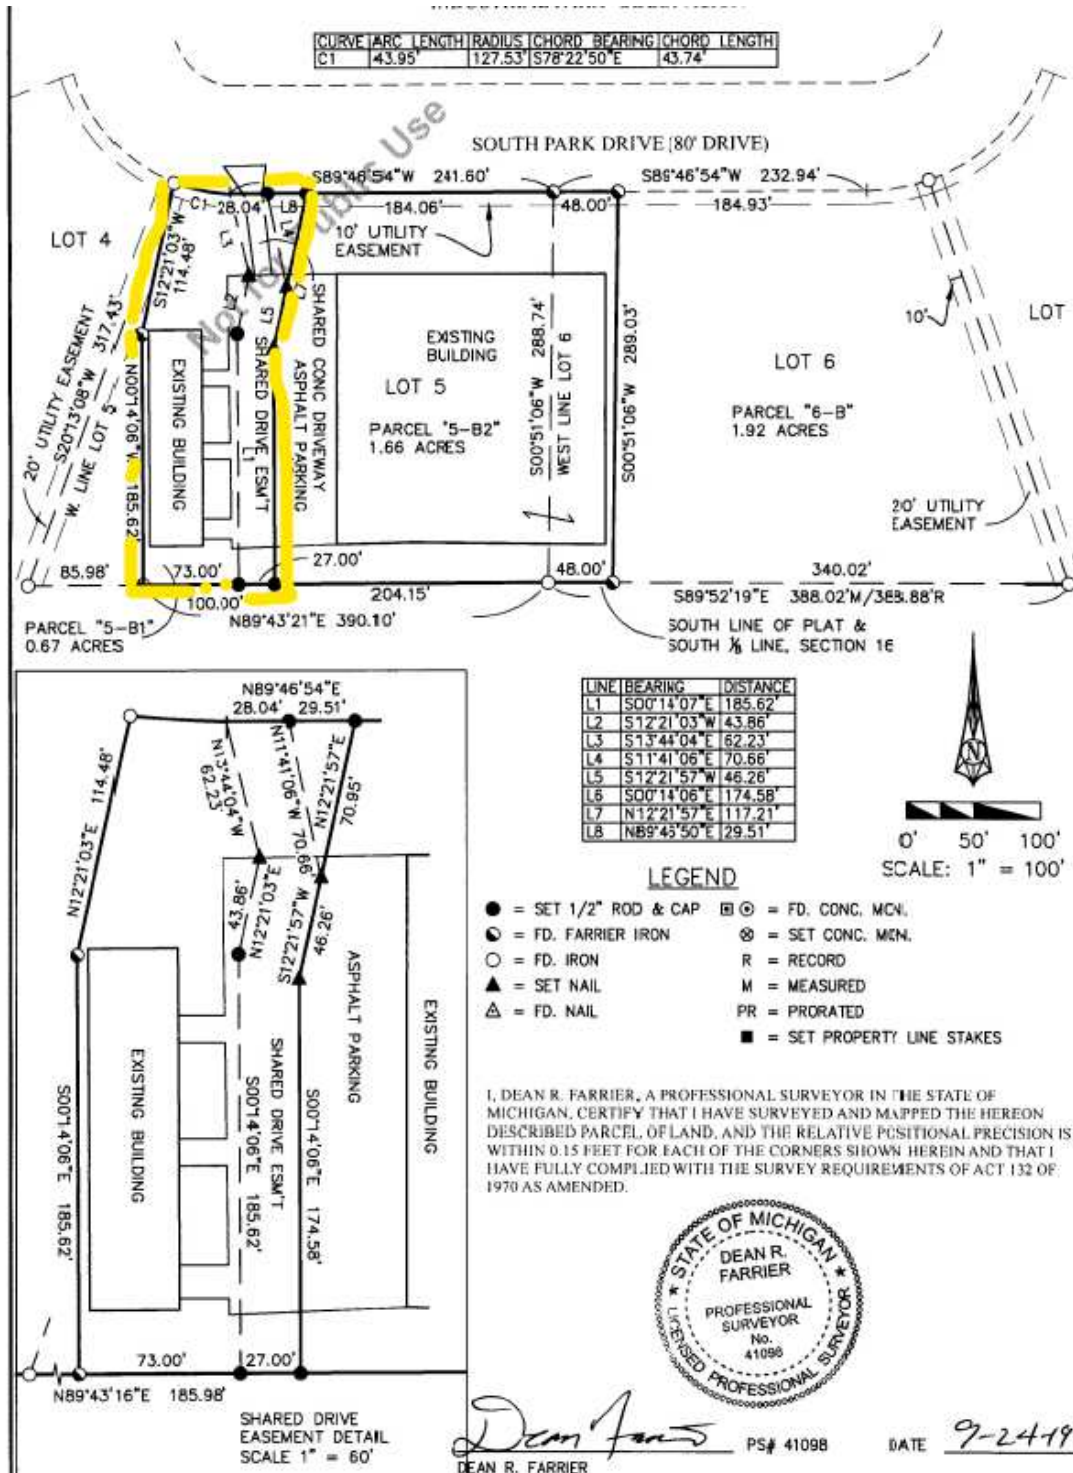 CURVE ARC LENGTH RADIUS CHORD BEARING CHORD LENGTH
C1 43.95' 127.53' S78°22'50"E 43.74'
Not for Public Use
SOUTH PARK DRIVE (80' DRIVE)
S89°46'54"W 241.60'
S89°46'54"W 232.94'
C1 28.04' L8
184.06'
48.00'
184.93'
LOT 4
10' UTILITY
EASEMENT
S12°21'03"W
114.48'
L3
L4
L2
L5
L7
L1
20' UTILITY EASEMENT
S20°13'08"W 317.43'
W. LINE LOT 5
N00°14'06"W 185.62'
EXISTING BUILDING
SHARED DRIVE ESM'T
SHARED CONC DRIVEWAY
ASPHALT PARKING
EXISTING
BUILDING
LOT 5
PARCEL "5-B2"
1.66 ACRES
S00°51'06"W 288.74'
WEST LINE LOT 6
S00°51'06"W 289.03'
10'
LOT
LOT 6
PARCEL "6-B"
1.92 ACRES
20' UTILITY
EASEMENT
85.98'
73.00'
27.00'
48.00'
340.02'
100.00'
204.15'
S89°52'19"E 388.02'M/388.88'R
N89°43'21"E 390.10'
PARCEL "5-B1"
0.67 ACRES
SOUTH LINE OF PLAT &
SOUTH ⅛ LINE, SECTION 16
LINE BEARING DISTANCE
L1 S00°14'07"E 185.62'
L2 S12°21'03"W 43.86'
L3 S13°44'04"E 62.23'
L4 S11°41'06"E 70.66'
L5 S12°21'57"W 46.26'
L6 S00°14'06"E 174.58'
L7 N12°21'57"E 117.21'
L8 N89°45'50"E 29.51'
N
0' 50' 100'
SCALE: 1" = 100'
LEGEND
● = SET 1/2" ROD & CAP
= FD. CONC. MON.
= FD. FARRIER IRON
⊗ = SET CONC. MON.
○ = FD. IRON
R = RECORD
▲ = SET NAIL
M = MEASURED
= FD. NAIL
PR = PRORATED
■ = SET PROPERTY LINE STAKES
N89°46'54"E
28.04' 29.51'
N12°21'03"E 114.48'
N13°44'04"W
62.23'
N11°41'06"W 70.66'
N12°21'57"E
70.95'
43.86'
N12°21'03"E
S12°21'57"W
46.26'
ASPHALT PARKING
EXISTING BUILDING
EXISTING BUILDING
SHARED DRIVE ESM'T
S00°14'06"E 185.62'
S00°14'06"E 185.62'
S00°14'06"E 174.58'
73.00' 27.00'
N89°43'16"E 185.98'
SHARED DRIVE
EASEMENT DETAIL
SCALE 1" = 60'
I, DEAN R. FARRIER, A PROFESSIONAL SURVEYOR IN THE STATE OF
MICHIGAN, CERTIFY THAT I HAVE SURVEYED AND MAPPED THE HEREON
DESCRIBED PARCEL OF LAND, AND THE RELATIVE POSITIONAL PRECISION IS
WITHIN 0.15 FEET FOR EACH OF THE CORNERS SHOWN HEREIN AND THAT I
HAVE FULLY COMPLIED WITH THE SURVEY REQUIREMENTS OF ACT 132 OF
1970 AS AMENDED.
★ STATE OF MICHIGAN ★
DEAN R.
FARRIER
PROFESSIONAL
SURVEYOR
No.
41098
LICENSED PROFESSIONAL SURVEYOR
DEAN R. FARRIER
PS# 41098
DATE 9-24-19